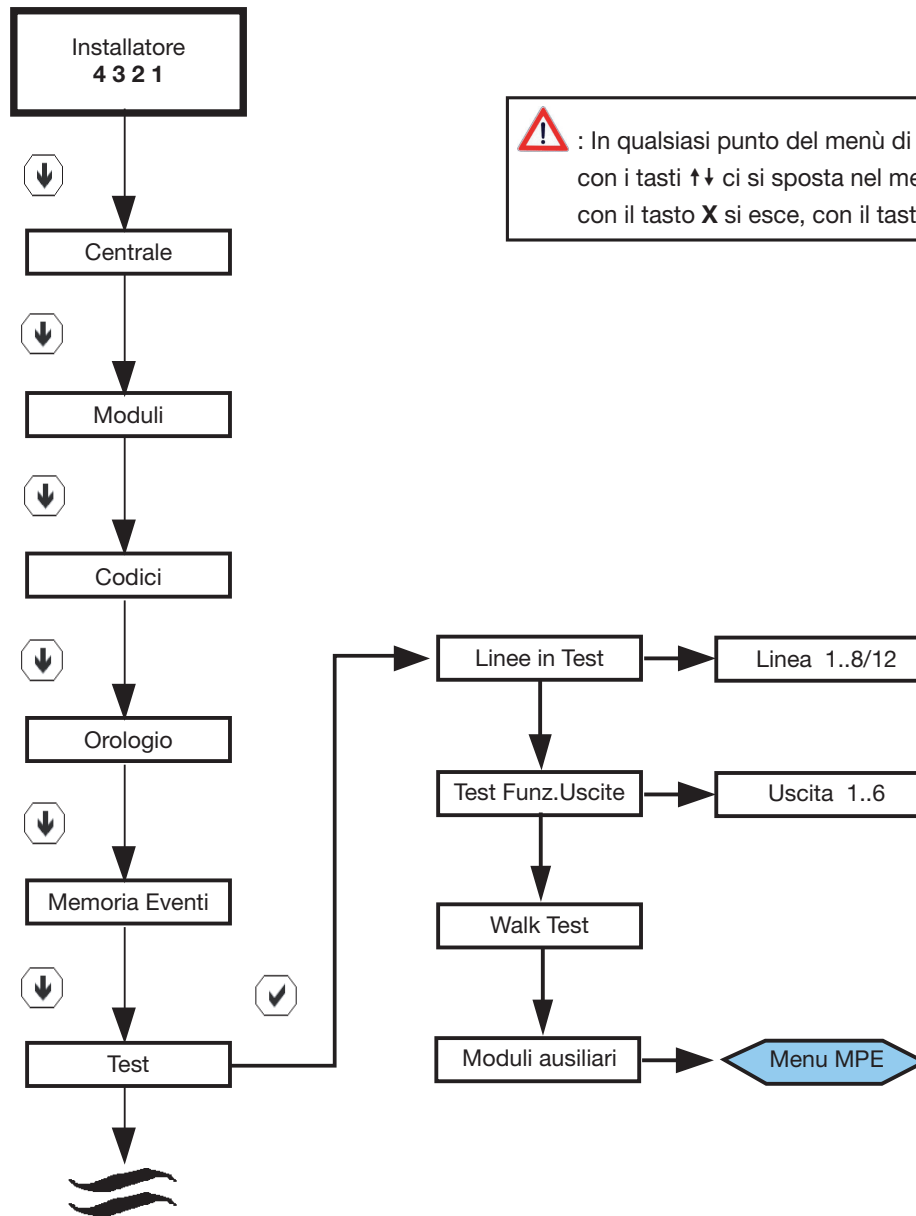 Installatore
4 3 2 1
: In qualsiasi punto del menù di
con i tasti ↑↓ ci si sposta nel
con il tasto X si esce, con il
Centrale
Moduli
Codici
Orologio
Memoria Eventi
Test
Linee in Test
Linea 1..8/12
Test Funz.Uscite
Uscita 1..6
Walk Test
Moduli ausiliari
Menu MPE